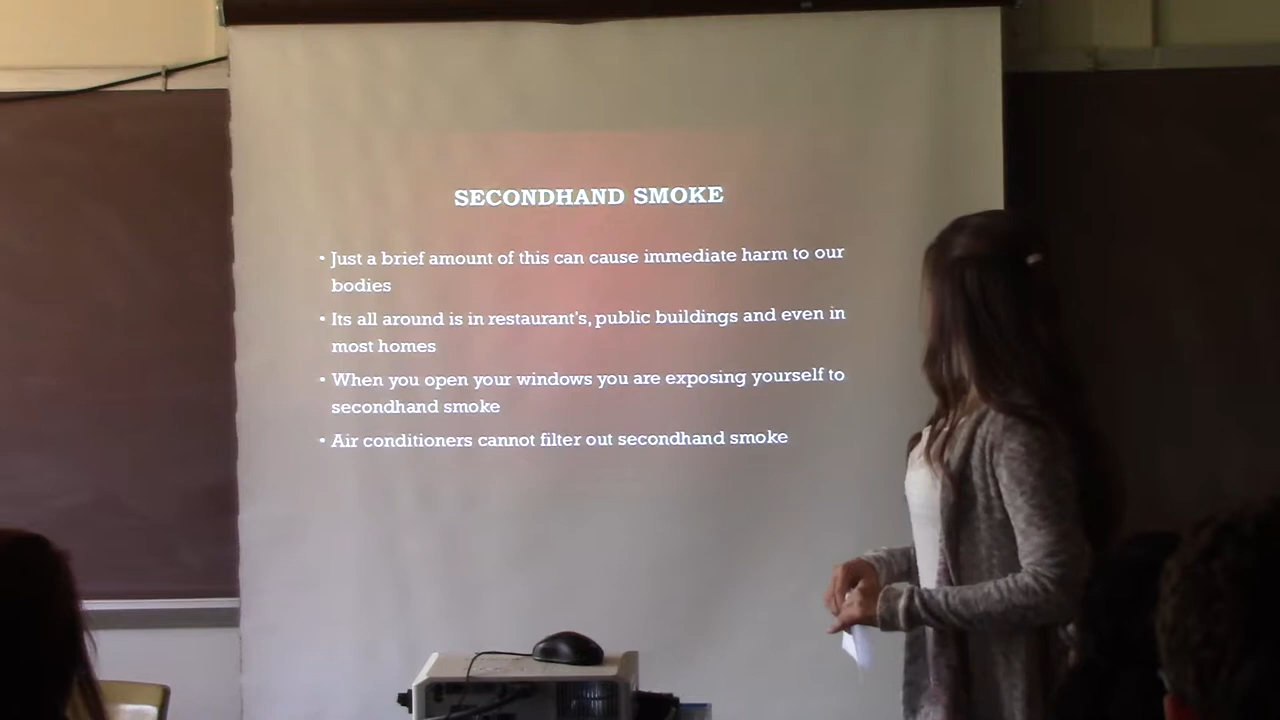 SECONDHAND SMOKE
• Just a brief amount of this can cause immediate harm to our
bodies
• Its all around is in restaurant's, public buildings and even in
most homes
• When you open your windows you are exposing yourself to
secondhand smoke
• Air conditioners cannot filter out secondhand smoke